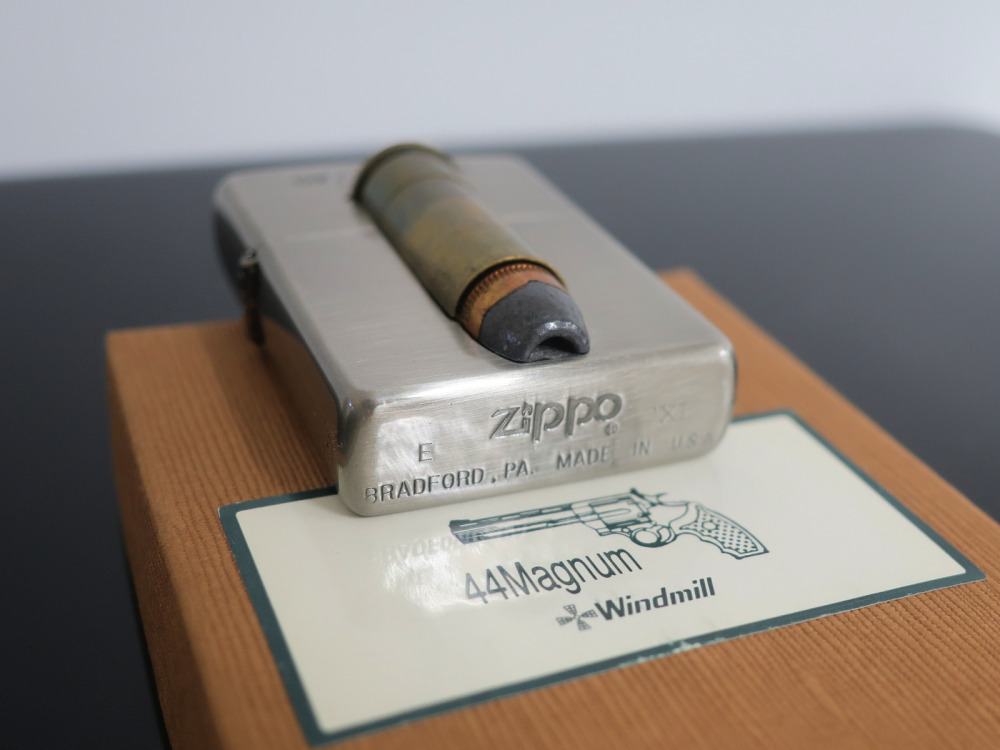 zippo
E XI
BRADFORD, PA. MADE IN USA
44Magnum
Windmill